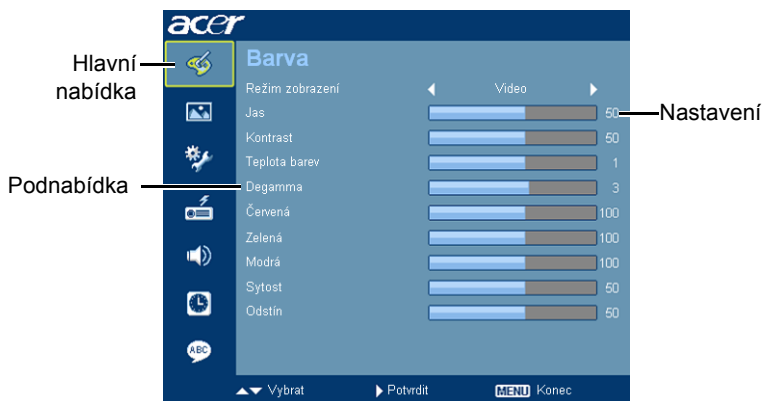 acer
Hlavní nabídka
Barva
Režim zobrazení Video
Jas 50
Nastavení
Kontrast 50
Teplota barev 1
Podnabídka
Degamma 3
Červená 100
Zelená 100
Modrá 100
Sytost 50
Odstín 50
ABC
Vybrat Potvrdit MENU Konec